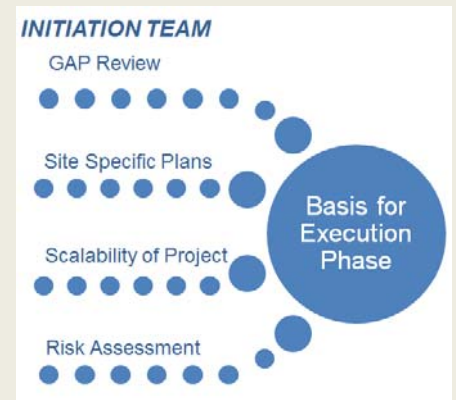 INITIATION TEAM
GAP Review
Site Specific Plans
Scalability of Project
Risk Assessment
Basis for
Execution
Phase